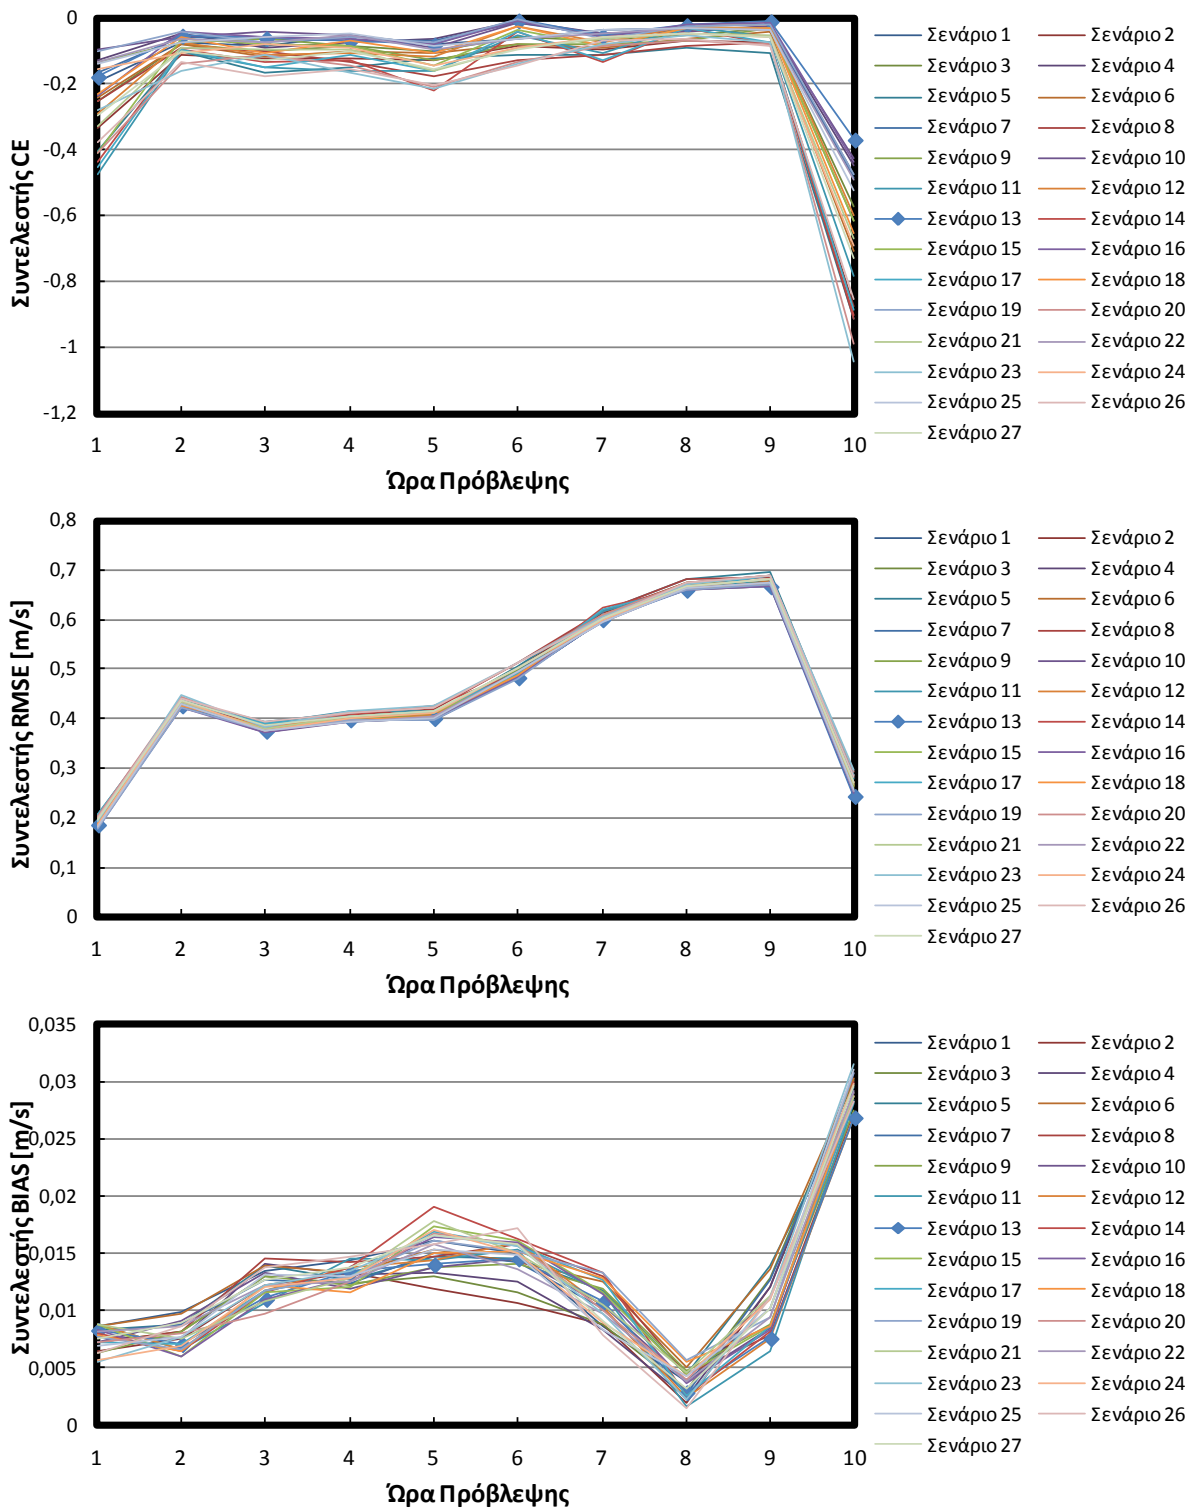 0
-0,2
-0,4
-0,6
-0,8
-1
-1,2
Συντελεστής CE
1 2 3 4 5 6 7 8 9 10
Ώρα Πρόβλεψης
Σενάριο 1 Σενάριο 2
Σενάριο 3 Σενάριο 4
Σενάριο 5 Σενάριο 6
Σενάριο 7 Σενάριο 8
Σενάριο 9 Σενάριο 10
Σενάριο 11 Σενάριο 12
Σενάριο 13 Σενάριο 14
Σενάριο 15 Σενάριο 16
Σενάριο 17 Σενάριο 18
Σενάριο 19 Σενάριο 20
Σενάριο 21 Σενάριο 22
Σενάριο 23 Σενάριο 24
Σενάριο 25 Σενάριο 26
Σενάριο 27
0,8
0,7
0,6
0,5
0,4
0,3
0,2
0,1
0
Συντελεστής RMSE [m/s]
1 2 3 4 5 6 7 8 9 10
Ώρα Πρόβλεψης
Σενάριο 1 Σενάριο 2
Σενάριο 3 Σενάριο 4
Σενάριο 5 Σενάριο 6
Σενάριο 7 Σενάριο 8
Σενάριο 9 Σενάριο 10
Σενάριο 11 Σενάριο 12
Σενάριο 13 Σενάριο 14
Σενάριο 15 Σενάριο 16
Σενάριο 17 Σενάριο 18
Σενάριο 19 Σενάριο 20
Σενάριο 21 Σενάριο 22
Σενάριο 23 Σενάριο 24
Σενάριο 25 Σενάριο 26
Σενάριο 27
0,035
0,03
0,025
0,02
0,015
0,01
0,005
0
Συντελεστής BIAS [m/s]
1 2 3 4 5 6 7 8 9 10
Ώρα Πρόβλεψης
Σενάριο 1 Σενάριο 2
Σενάριο 3 Σενάριο 4
Σενάριο 5 Σενάριο 6
Σενάριο 7 Σενάριο 8
Σενάριο 9 Σενάριο 10
Σενάριο 11 Σενάριο 12
Σενάριο 13 Σενάριο 14
Σενάριο 15 Σενάριο 16
Σενάριο 17 Σενάριο 18
Σενάριο 19 Σενάριο 20
Σενάριο 21 Σενάριο 22
Σενάριο 23 Σενάριο 24
Σενάριο 25 Σενάριο 26
Σενάριο 27